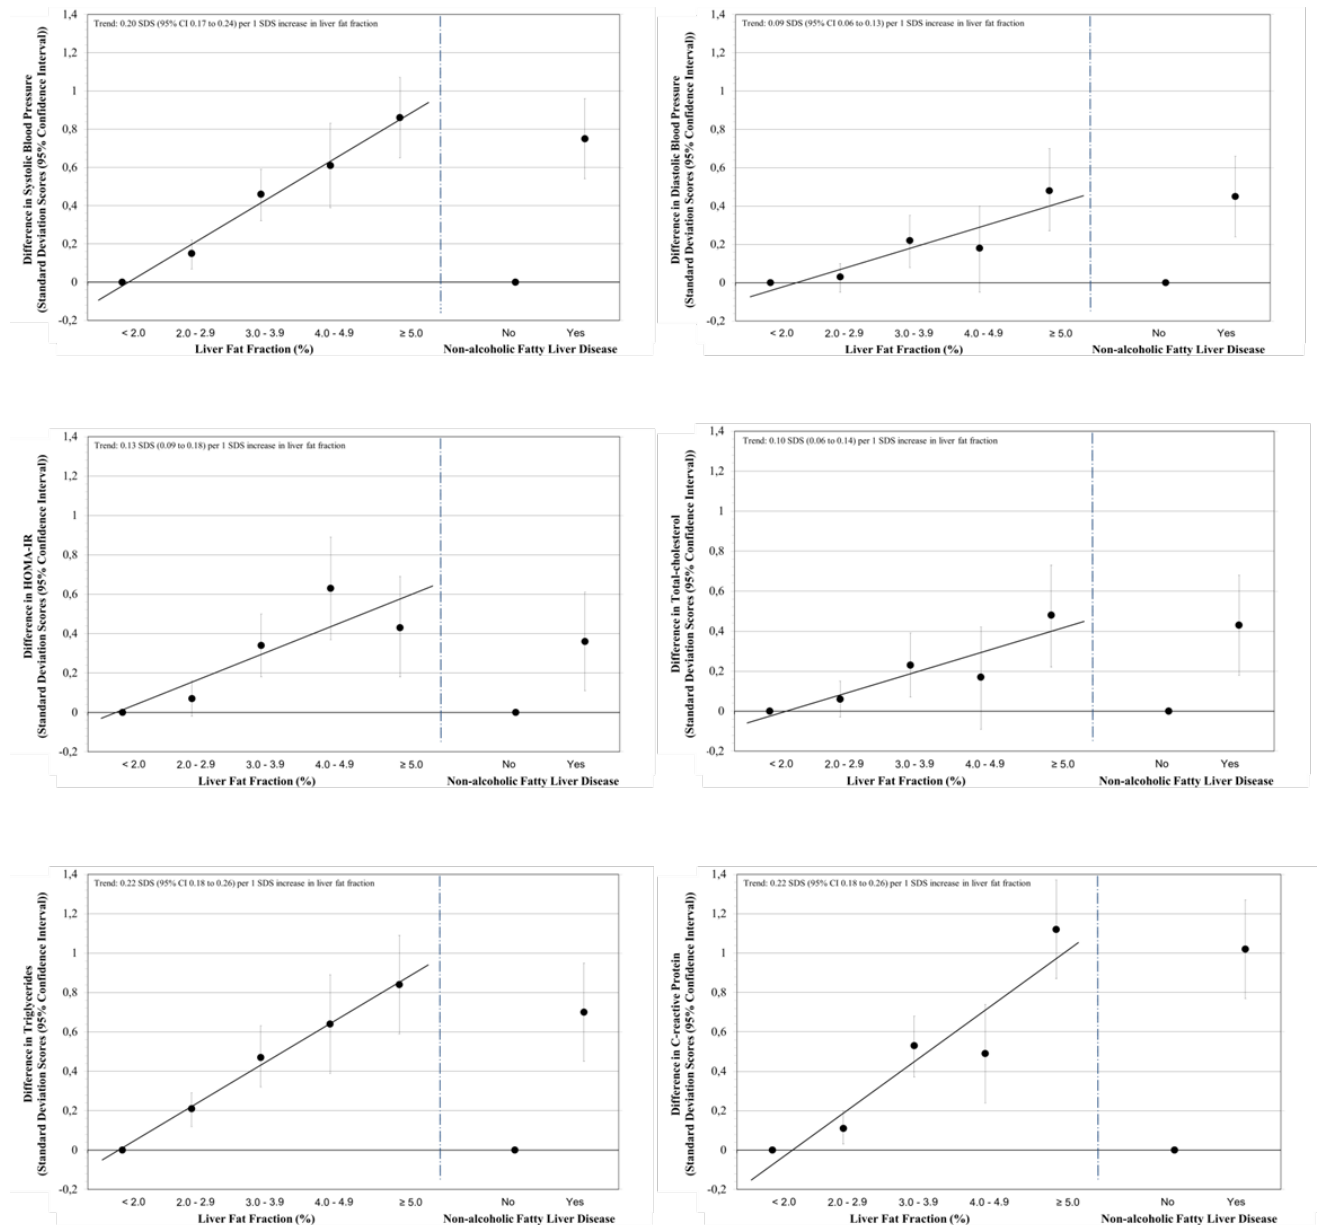 Difference in Systolic Blood Pressure
(Standard Deviation Scores (95% Confidence Interval))
Trend: 0.20 SDS (95% CI 0.17 to 0.24) per 1 SDS increase in liver fat fraction
1,4
1,2
1
0,8
0,6
0,4
0,2
0
-0,2
< 2.0 2.0 - 2.9 3.0 - 3.9 4.0 - 4.9 ≥ 5.0 No Yes
Liver Fat Fraction (%) Non-alcoholic Fatty Liver Disease
Difference in Diastolic Blood Pressure
(Standard Deviation Scores (95% Confidence Interval))
Trend: 0.09 SDS (95% CI 0.06 to 0.13) per 1 SDS increase in liver fat fraction
1,4
1,2
1
0,8
0,6
0,4
0,2
0
-0,2
< 2.0 2.0 - 2.9 3.0 - 3.9 4.0 - 4.9 ≥ 5.0 No Yes
Liver Fat Fraction (%) Non-alcoholic Fatty Liver Disease
Difference in HOMA-IR
(Standard Deviation Scores (95% Confidence Interval))
Trend: 0.13 SDS (0.09 to 0.18) per 1 SDS increase in liver fat fraction
1,4
1,2
1
0,8
0,6
0,4
0,2
0
-0,2
< 2.0 2.0 - 2.9 3.0 - 3.9 4.0 - 4.9 ≥ 5.0 No Yes
Liver Fat Fraction (%) Non-alcoholic Fatty Liver Disease
Difference in Total-cholesterol
(Standard Deviation Scores (95% Confidence Interval))
Trend: 0.10 SDS (0.06 to 0.14) per 1 SDS increase in liver fat fraction
1,4
1,2
1
0,8
0,6
0,4
0,2
0
-0,2
< 2.0 2.0 - 2.9 3.0 - 3.9 4.0 - 4.9 ≥ 5.0 No Yes
Liver Fat Fraction (%) Non-alcoholic Fatty Liver Disease
Difference in Triglycerides
(Standard Deviation Scores (95% Confidence Interval))
Trend: 0.22 SDS (95% CI 0.18 to 0.26) per 1 SDS increase in liver fat fraction
1,4
1,2
1
0,8
0,6
0,4
0,2
0
-0,2
< 2.0 2.0 - 2.9 3.0 - 3.9 4.0 - 4.9 ≥ 5.0 No Yes
Liver Fat Fraction (%) Non-alcoholic Fatty Liver Disease
Difference in C-reactive Protein
(Standard Deviation Scores (95% Confidence Interval))
Trend: 0.22 SDS (95% CI 0.18 to 0.26) per 1 SDS increase in liver fat fraction
1,4
1,2
1
0,8
0,6
0,4
0,2
0
-0,2
< 2.0 2.0 - 2.9 3.0 - 3.9 4.0 - 4.9 ≥ 5.0 No Yes
Liver Fat Fraction (%) Non-alcoholic Fatty Liver Disease